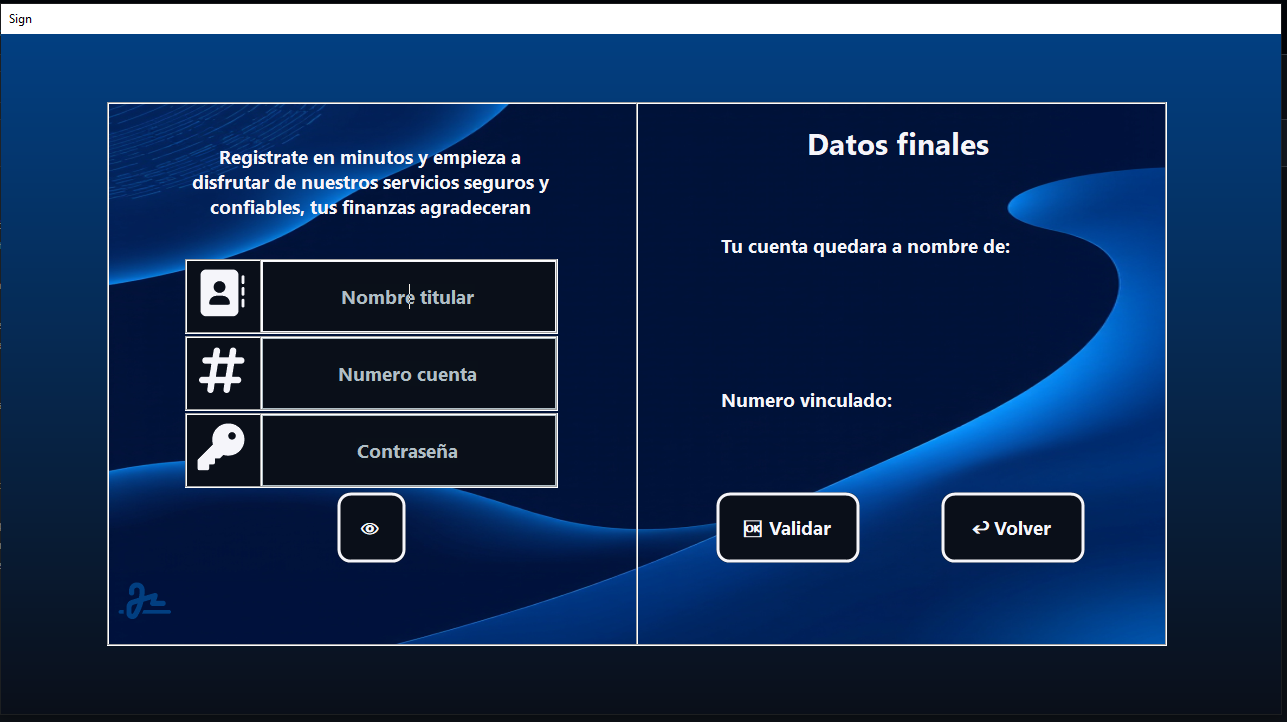 Sign
Registrate en minutos y empieza a
disfrutar de nuestros servicios seguros y
confiables, tus finanzas agradeceran
Nombre titular
Numero cuenta
Contraseña
Datos finales
Tu cuenta quedara a nombre de:
Numero vinculado:
🆗 Validar
↩ Volver